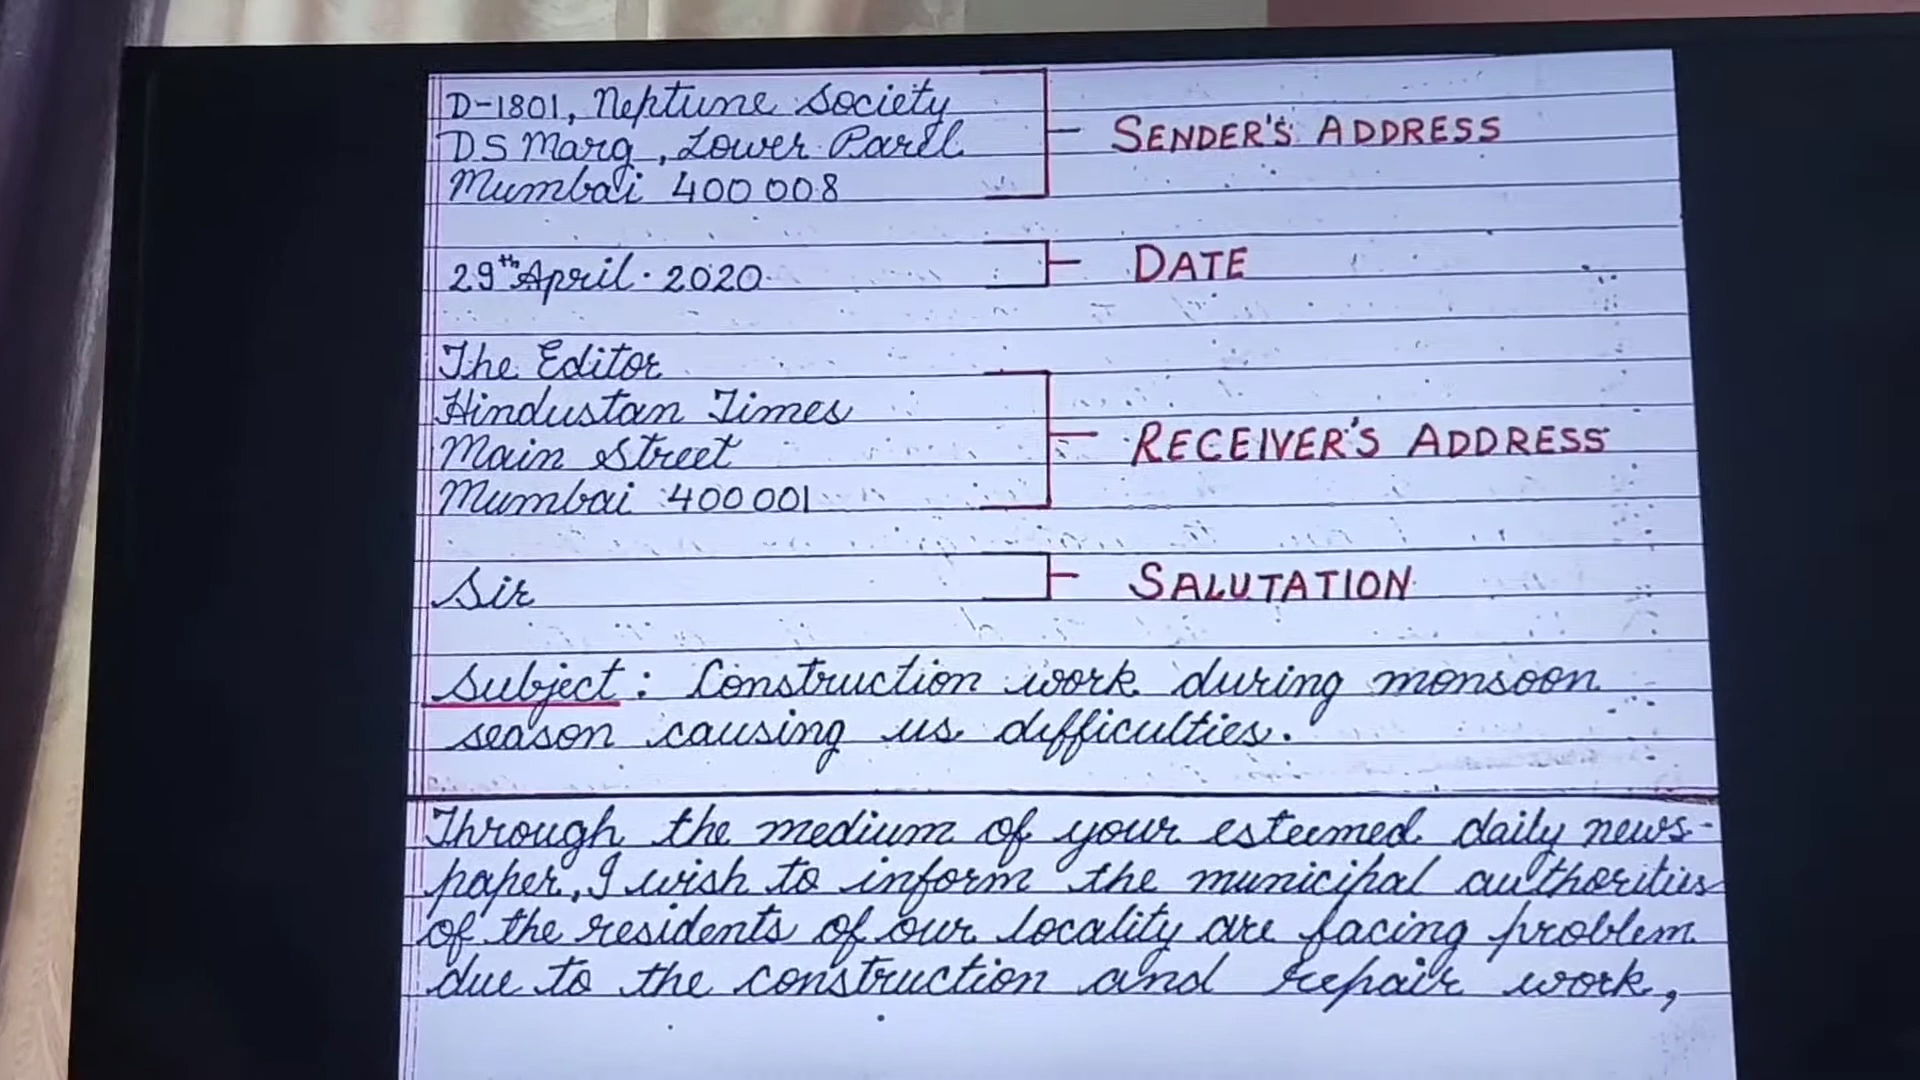 D-1801, Neptune Society
DS Marg, Lower Parel
Mumbai 400 008
SENDER'S ADDRESS
29th April. 2020
DATE
The Editor
Hindustan Times
Main Street
Mumbai 400 001
RECEIVER'S ADDRESS
Sir
SALUTATION
Subject: Construction work during monsoon
season causing us difficulties.
Through the medium of your esteemed daily news-
paper, I wish to inform the municipal authorities
of the residents of our locality are facing problem
due to the construction and repair work,